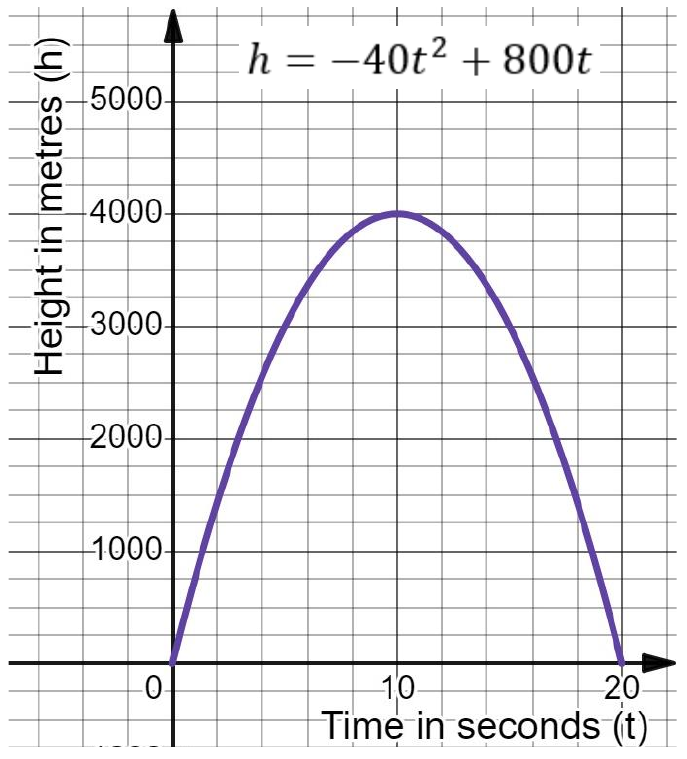 h = −40t² + 800t
Height in metres (h)
5000
4000
3000
2000
1000
0
10
20
Time in seconds (t)